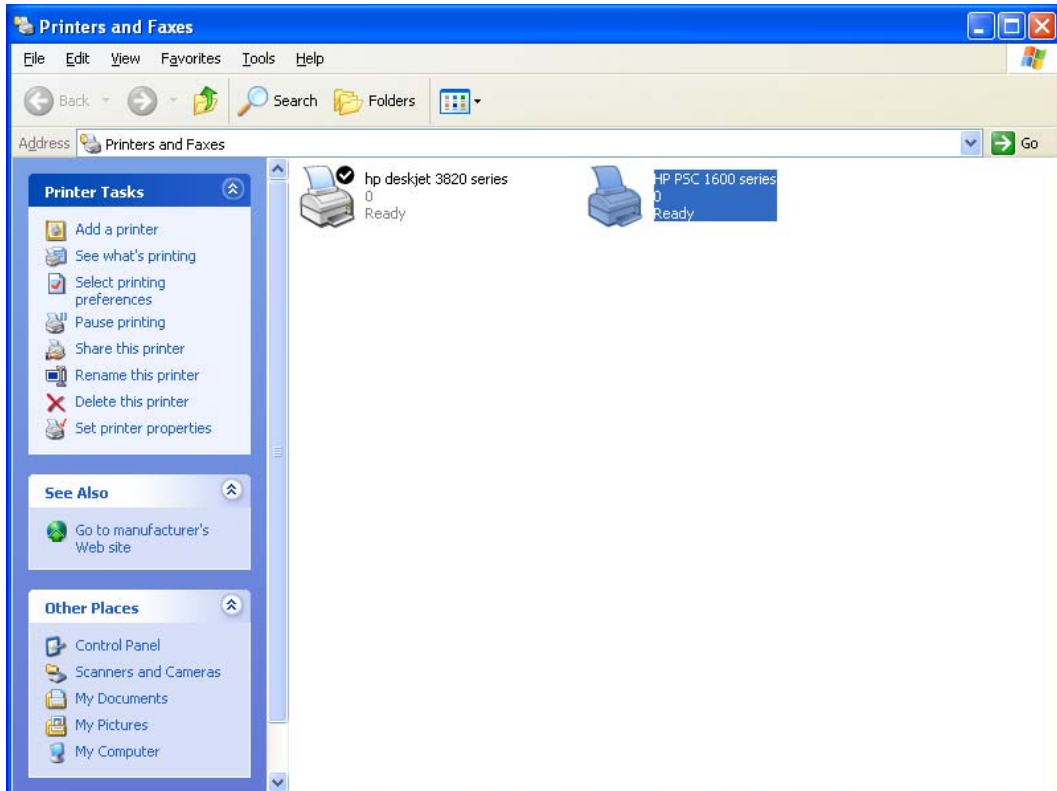 Printers and Faxes
File Edit View Favorites Tools Help
Back Search Folders
Address Printers and Faxes Go
Printer Tasks
Add a printer
See what's printing
Select printing
preferences
Pause printing
Share this printer
Rename this printer
Delete this printer
Set printer properties
See Also
Go to manufacturer's
Web site
Other Places
Control Panel
Scanners and Cameras
My Documents
My Pictures
My Computer
hp deskjet 3820 series
0
Ready
HP PSC 1600 series
0
Ready